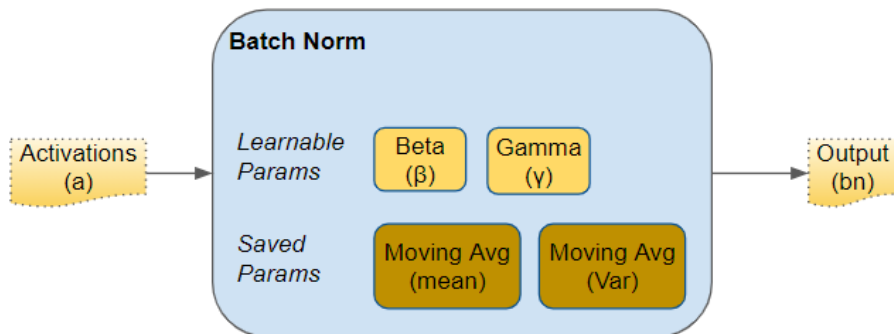 Batch Norm
Activations
(a)
Learnable
Params
Beta
(β)
Gamma
(γ)
Output
(bn)
Saved
Params
Moving Avg
(mean)
Moving Avg
(Var)